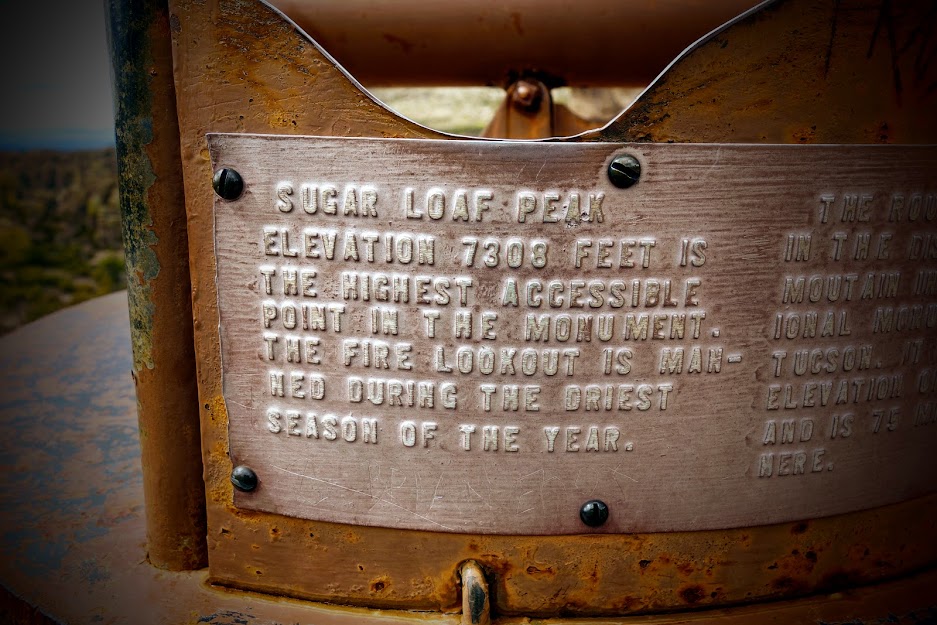 SUGAR LOAF PEAK
ELEVATION 7308 FEET IS
THE HIGHEST ACCESSIBLE
POINT IN THE MONUMENT.
THE FIRE LOOKOUT IS MAN-
NED DURING THE DRIEST
SEASON OF THE YEAR.
THE
IN THE
MOUTAIN
IONAL
TUCSON.
ELEVATION
AND IS 75
HERE.